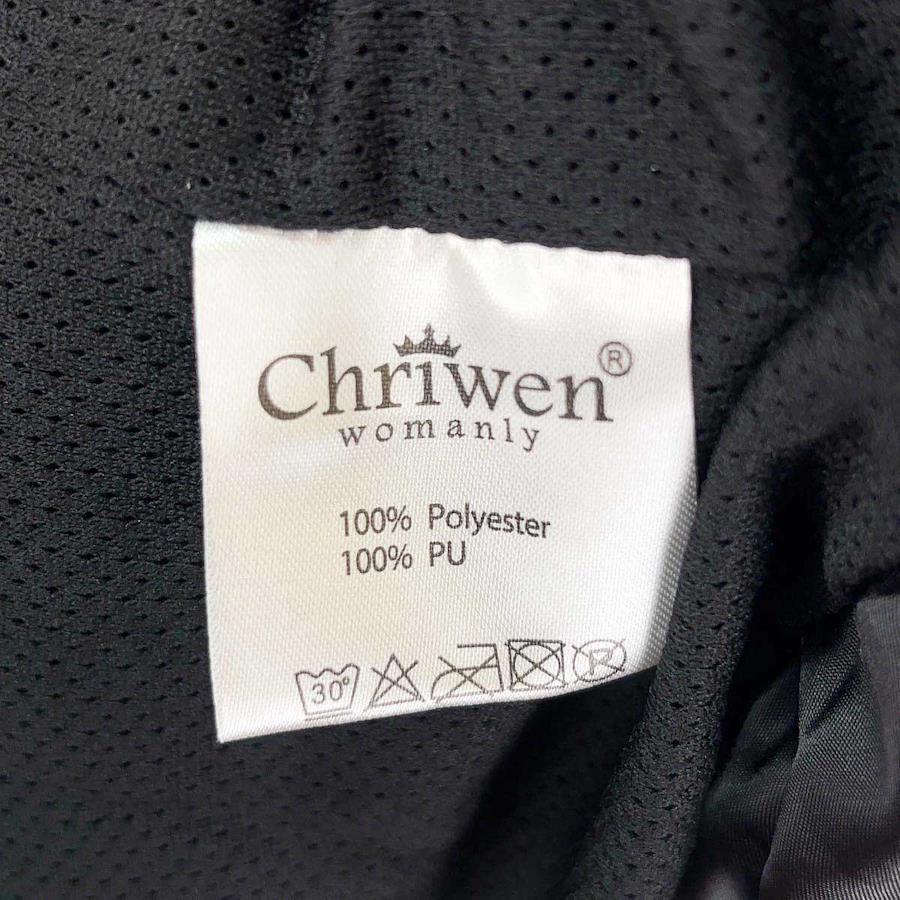 Chriwen®
womanly
100% Polyester
100% PU
30° P